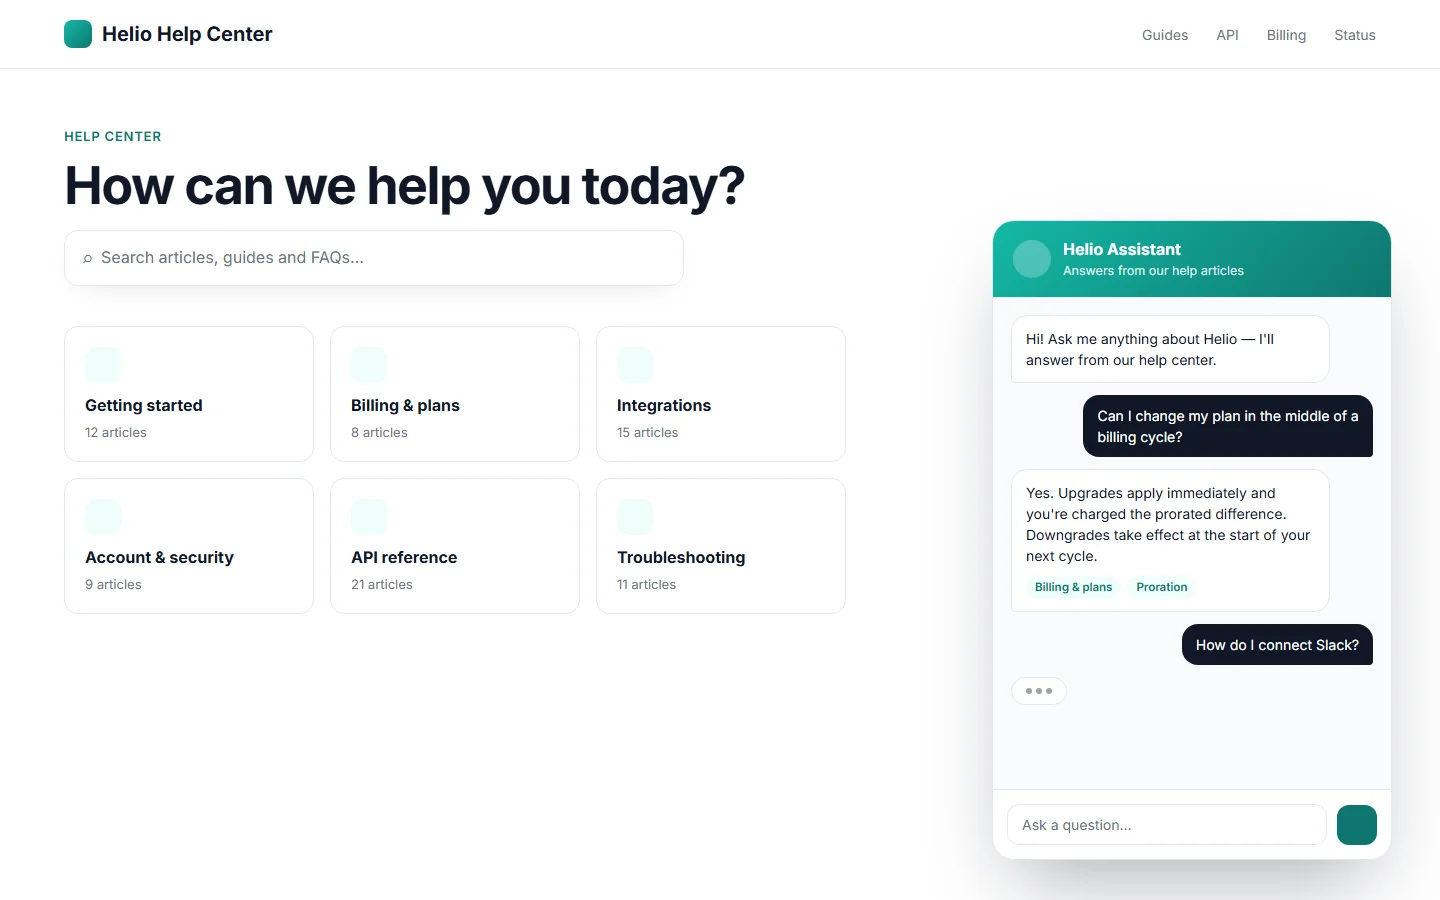 Helio Help Center
Guides
API
Billing
Status
HELP CENTER
How can we help you today?
Search articles, guides and FAQs...
Getting started
12 articles
Billing & plans
8 articles
Integrations
15 articles
Account & security
9 articles
API reference
21 articles
Troubleshooting
11 articles
Helio Assistant
Answers from our help articles
Hi! Ask me anything about Helio — I'll
answer from our help center.
Can I change my plan in the middle of a
billing cycle?
Yes. Upgrades apply immediately and
you're charged the prorated difference.
Downgrades take effect at the start of your
next cycle.
Billing & plans
Proration
How do I connect Slack?
Ask a question...